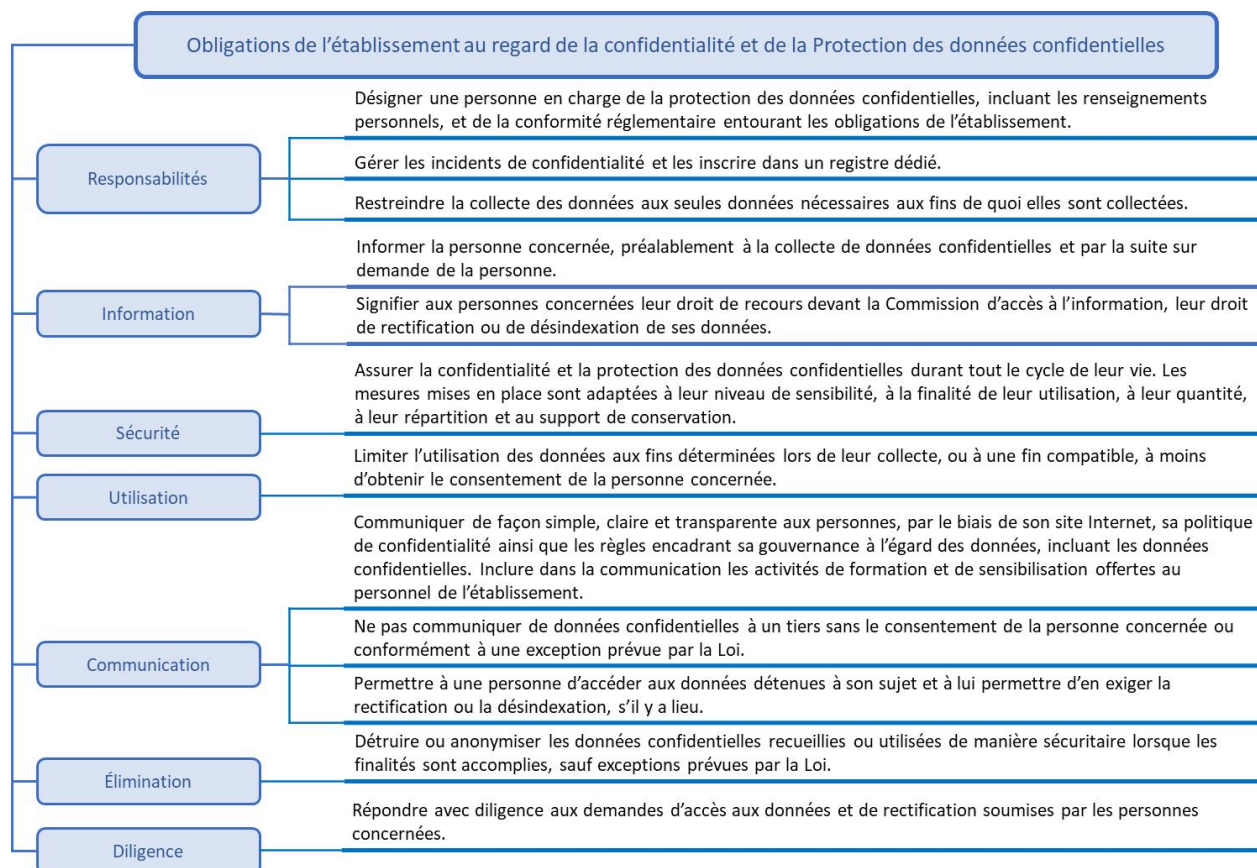 Obligations de l'établissement au regard de la confidentialité et de la Protection des données confidentielles
Responsabilités
Désigner une personne en charge de la protection des données confidentielles, incluant les renseignements
personnels, et de la conformité réglementaire entourant les obligations de l'établissement.
Gérer les incidents de confidentialité et les inscrire dans un registre dédié.
Restreindre la collecte des données aux seules données nécessaires aux fins de quoi elles sont collectées.
Information
Informer la personne concernée, préalablement à la collecte de données confidentielles et par la suite sur
demande de la personne.
Signifier aux personnes concernées leur droit de recours devant la Commission d'accès à l'information, leur droit
de rectification ou de désindexation de ses données.
Sécurité
Assurer la confidentialité et la protection des données confidentielles durant tout le cycle de leur vie. Les
mesures mises en place sont adaptées à leur niveau de sensibilité, à la finalité de leur utilisation, à leur quantité,
à leur répartition et au support de conservation.
Utilisation
Limiter l'utilisation des données aux fins déterminées lors de leur collecte, ou à une fin compatible, à moins
d'obtenir le consentement de la personne concernée.
Communication
Communiquer de façon simple, claire et transparente aux personnes, par le biais de son site Internet, sa politique
de confidentialité ainsi que les règles encadrant sa gouvernance à l'égard des données, incluant les données
confidentielles. Inclure dans la communication les activités de formation et de sensibilisation offertes au
personnel de l'établissement.
Ne pas communiquer de données confidentielles à un tiers sans le consentement de la personne concernée ou
conformément à une exception prévue par la Loi.
Permettre à une personne d'accéder aux données détenues à son sujet et à lui permettre d'en exiger la
rectification ou la désindexation, s'il y a lieu.
Élimination
Détruire ou anonymiser les données confidentielles recueillies ou utilisées de manière sécuritaire lorsque les
finalités sont accomplies, sauf exceptions prévues par la Loi.
Diligence
Répondre avec diligence aux demandes d'accès aux données et de rectification soumises par les personnes
concernées.